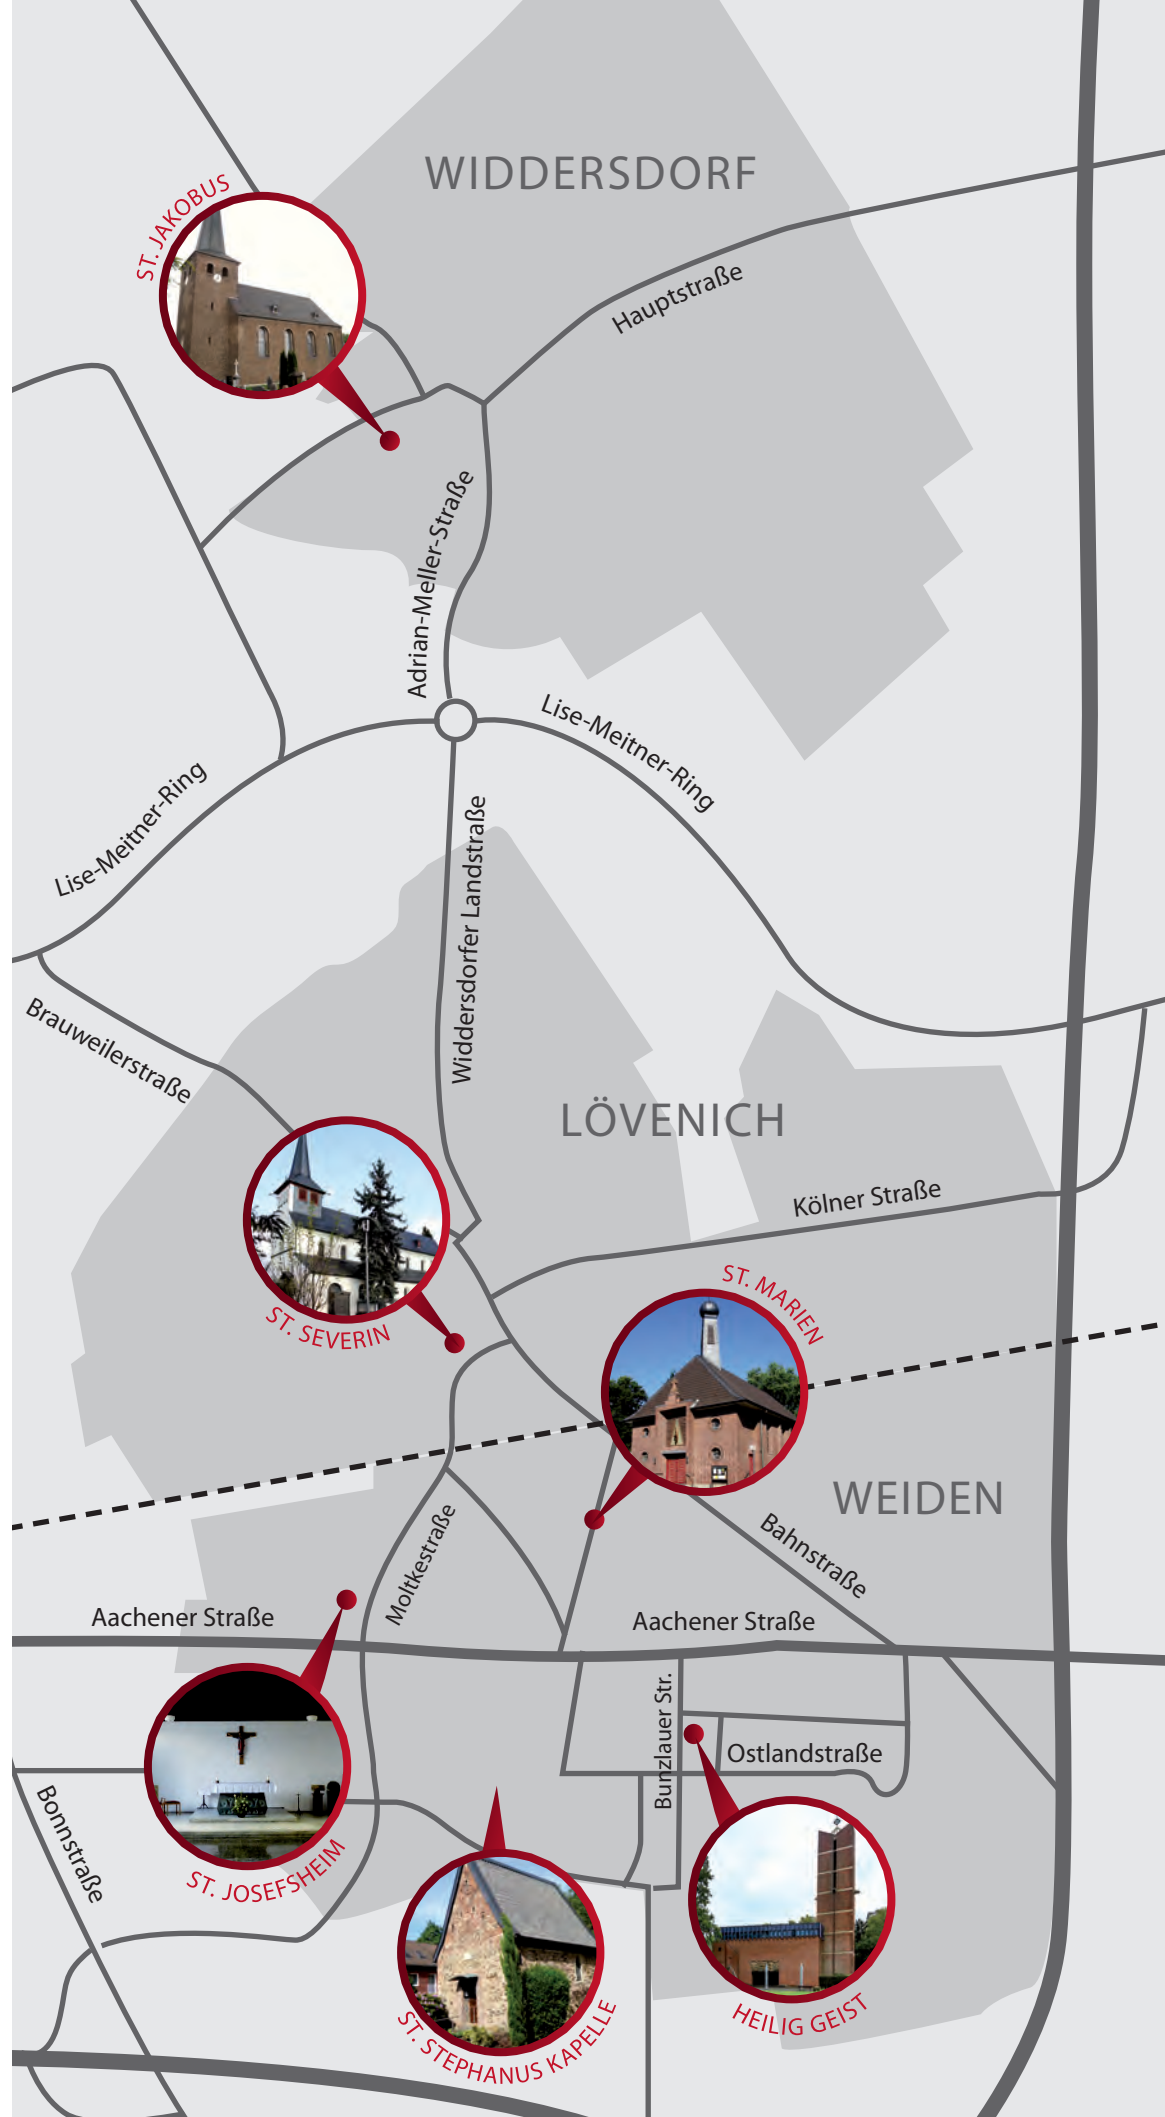 WIDDERSDORF
ST. JAKOBUS
Hauptstraße
Adrian-Meller-Straße
Lise-Meitner-Ring
Lise-Meitner-Ring
Widdersdorfer Landstraße
Brauweilerstraße
LÖVENICH
Kölner Straße
ST. MARIEN
ST. SEVERIN
WEIDEN
Moltkestraße
Bahnstraße
Aachener Straße
Aachener Straße
Bunzlauer Str.
Ostlandstraße
Bonnstraße
ST. JOSEFSHEIM
ST. STEPHANUS KAPELLE
HEILIG GEIST